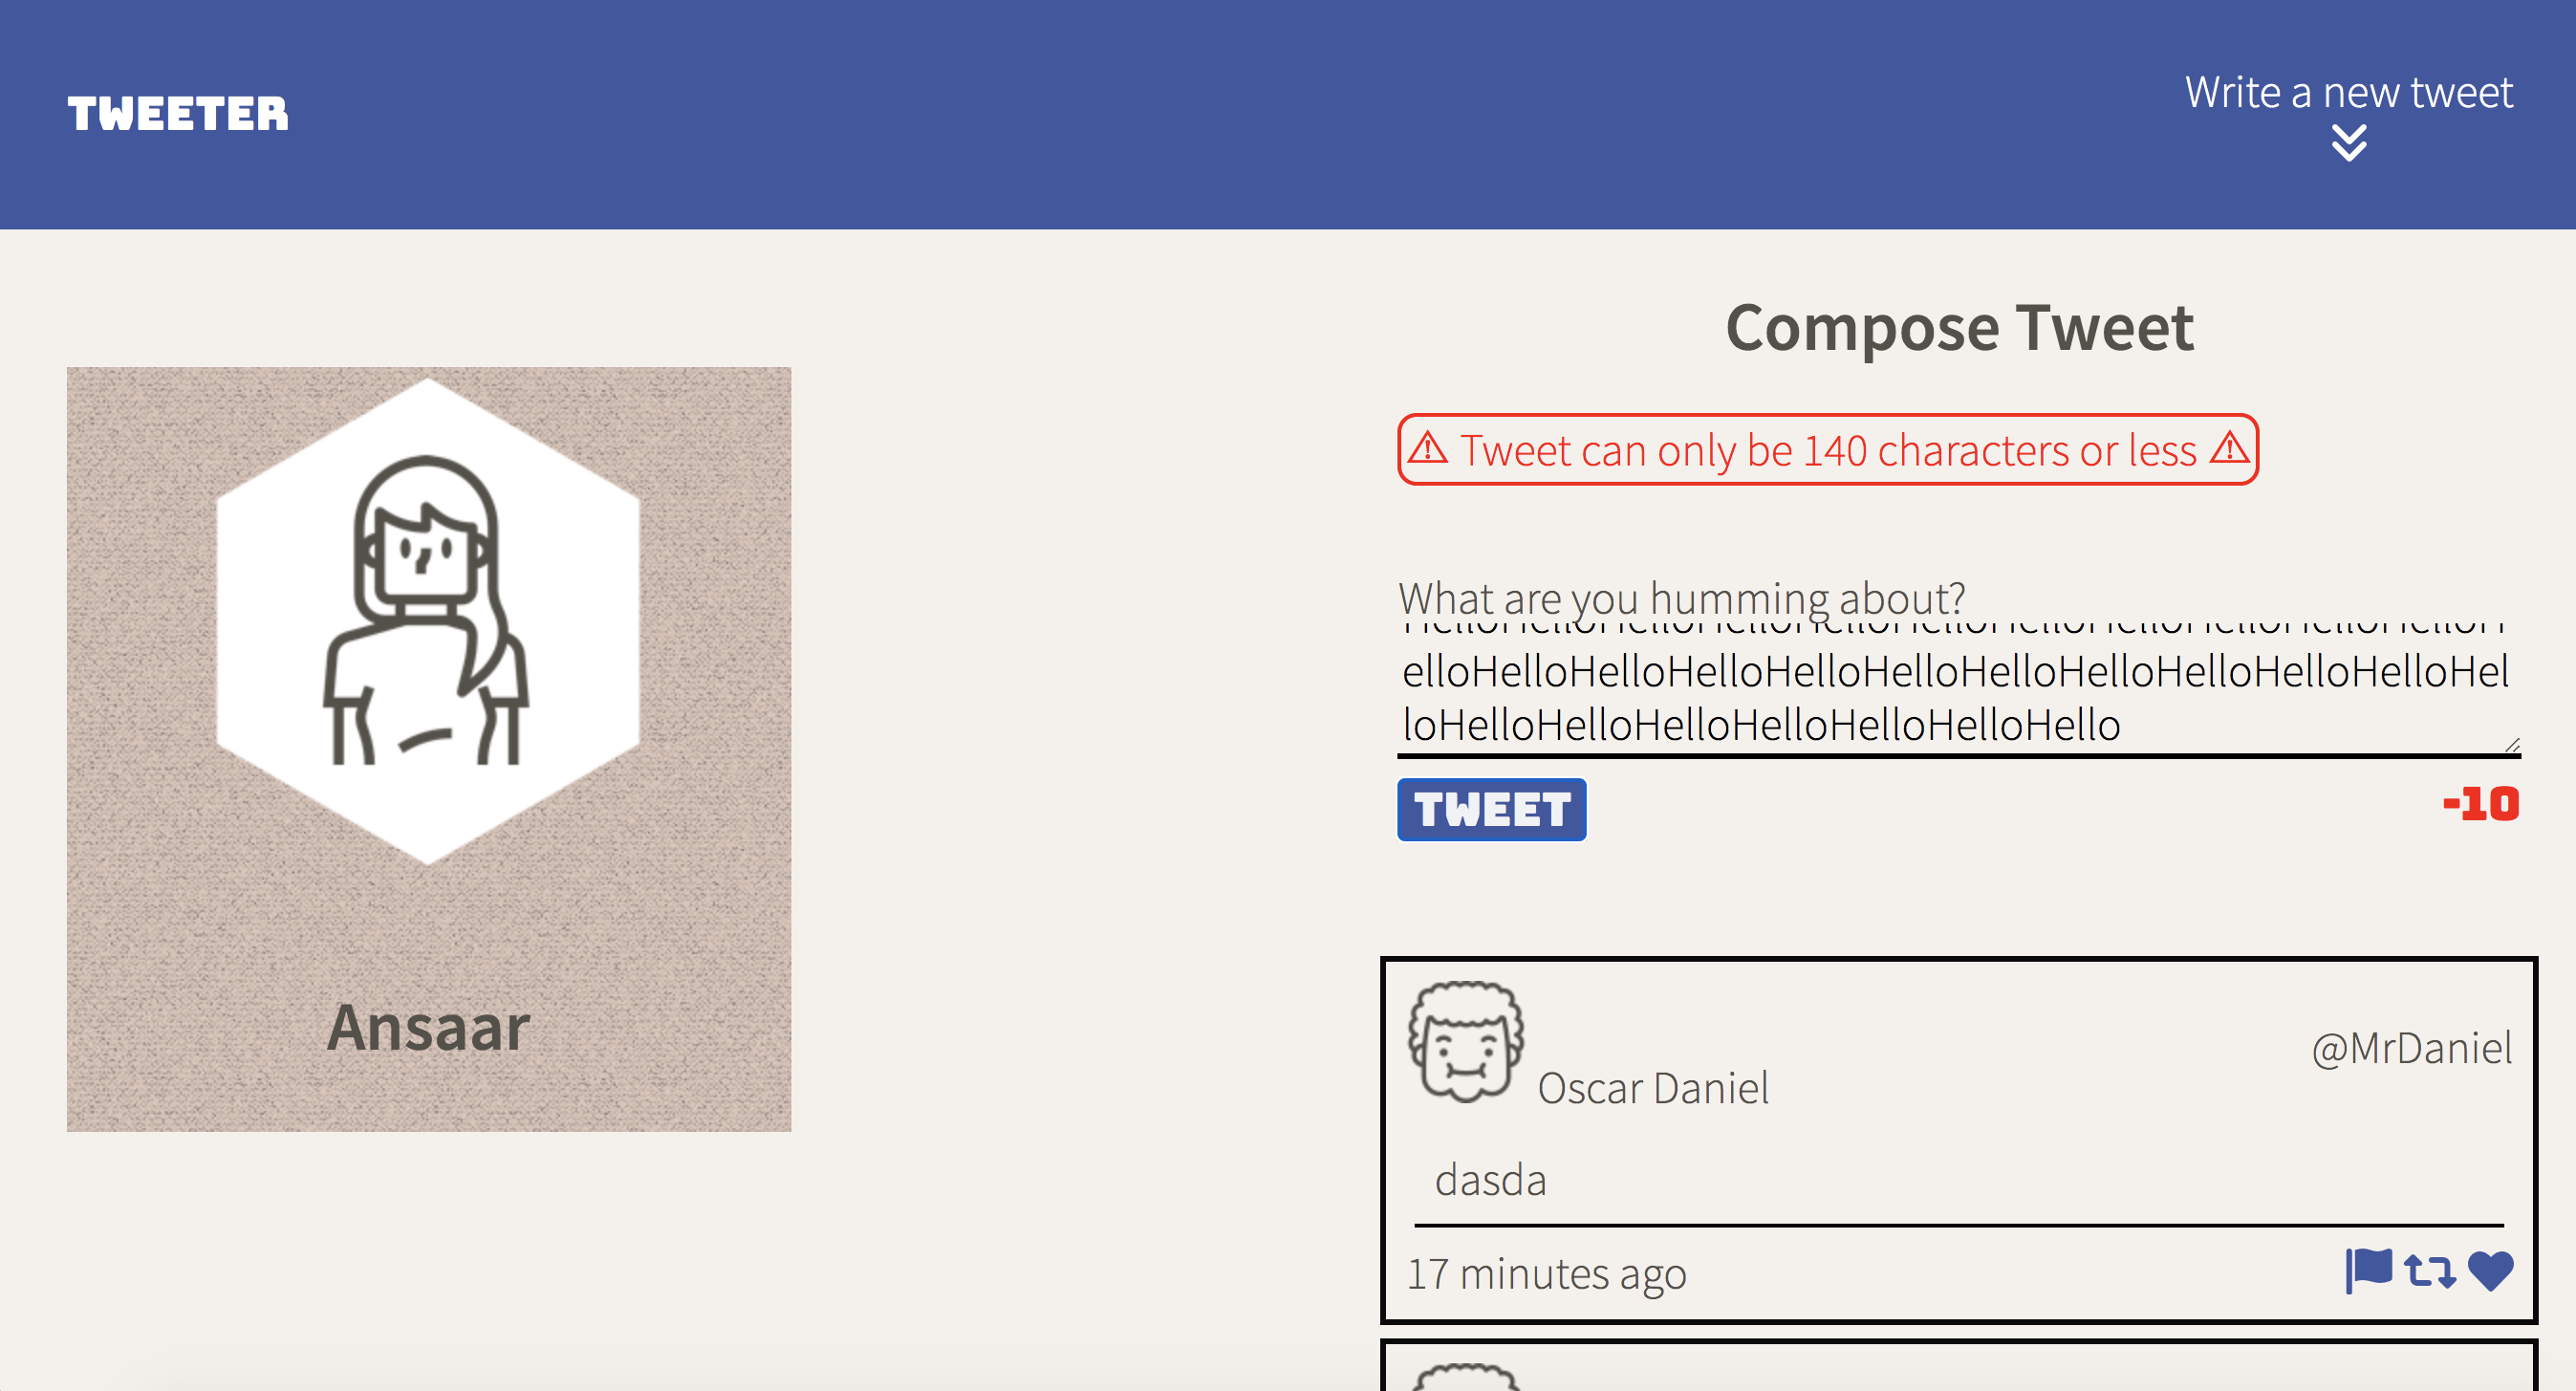 TWEETER
Write a new tweet
Compose Tweet
⚠ Tweet can only be 140 characters or less ⚠
What are you humming about?
HelloHelloHelloHelloHelloHelloHelloHelloHelloHelloHelloH
elloHelloHelloHelloHelloHelloHelloHelloHelloHelloHelloHel
loHelloHelloHelloHelloHelloHelloHello
TWEET
-10
Ansaar
@MrDaniel
Oscar Daniel
dasda
17 minutes ago